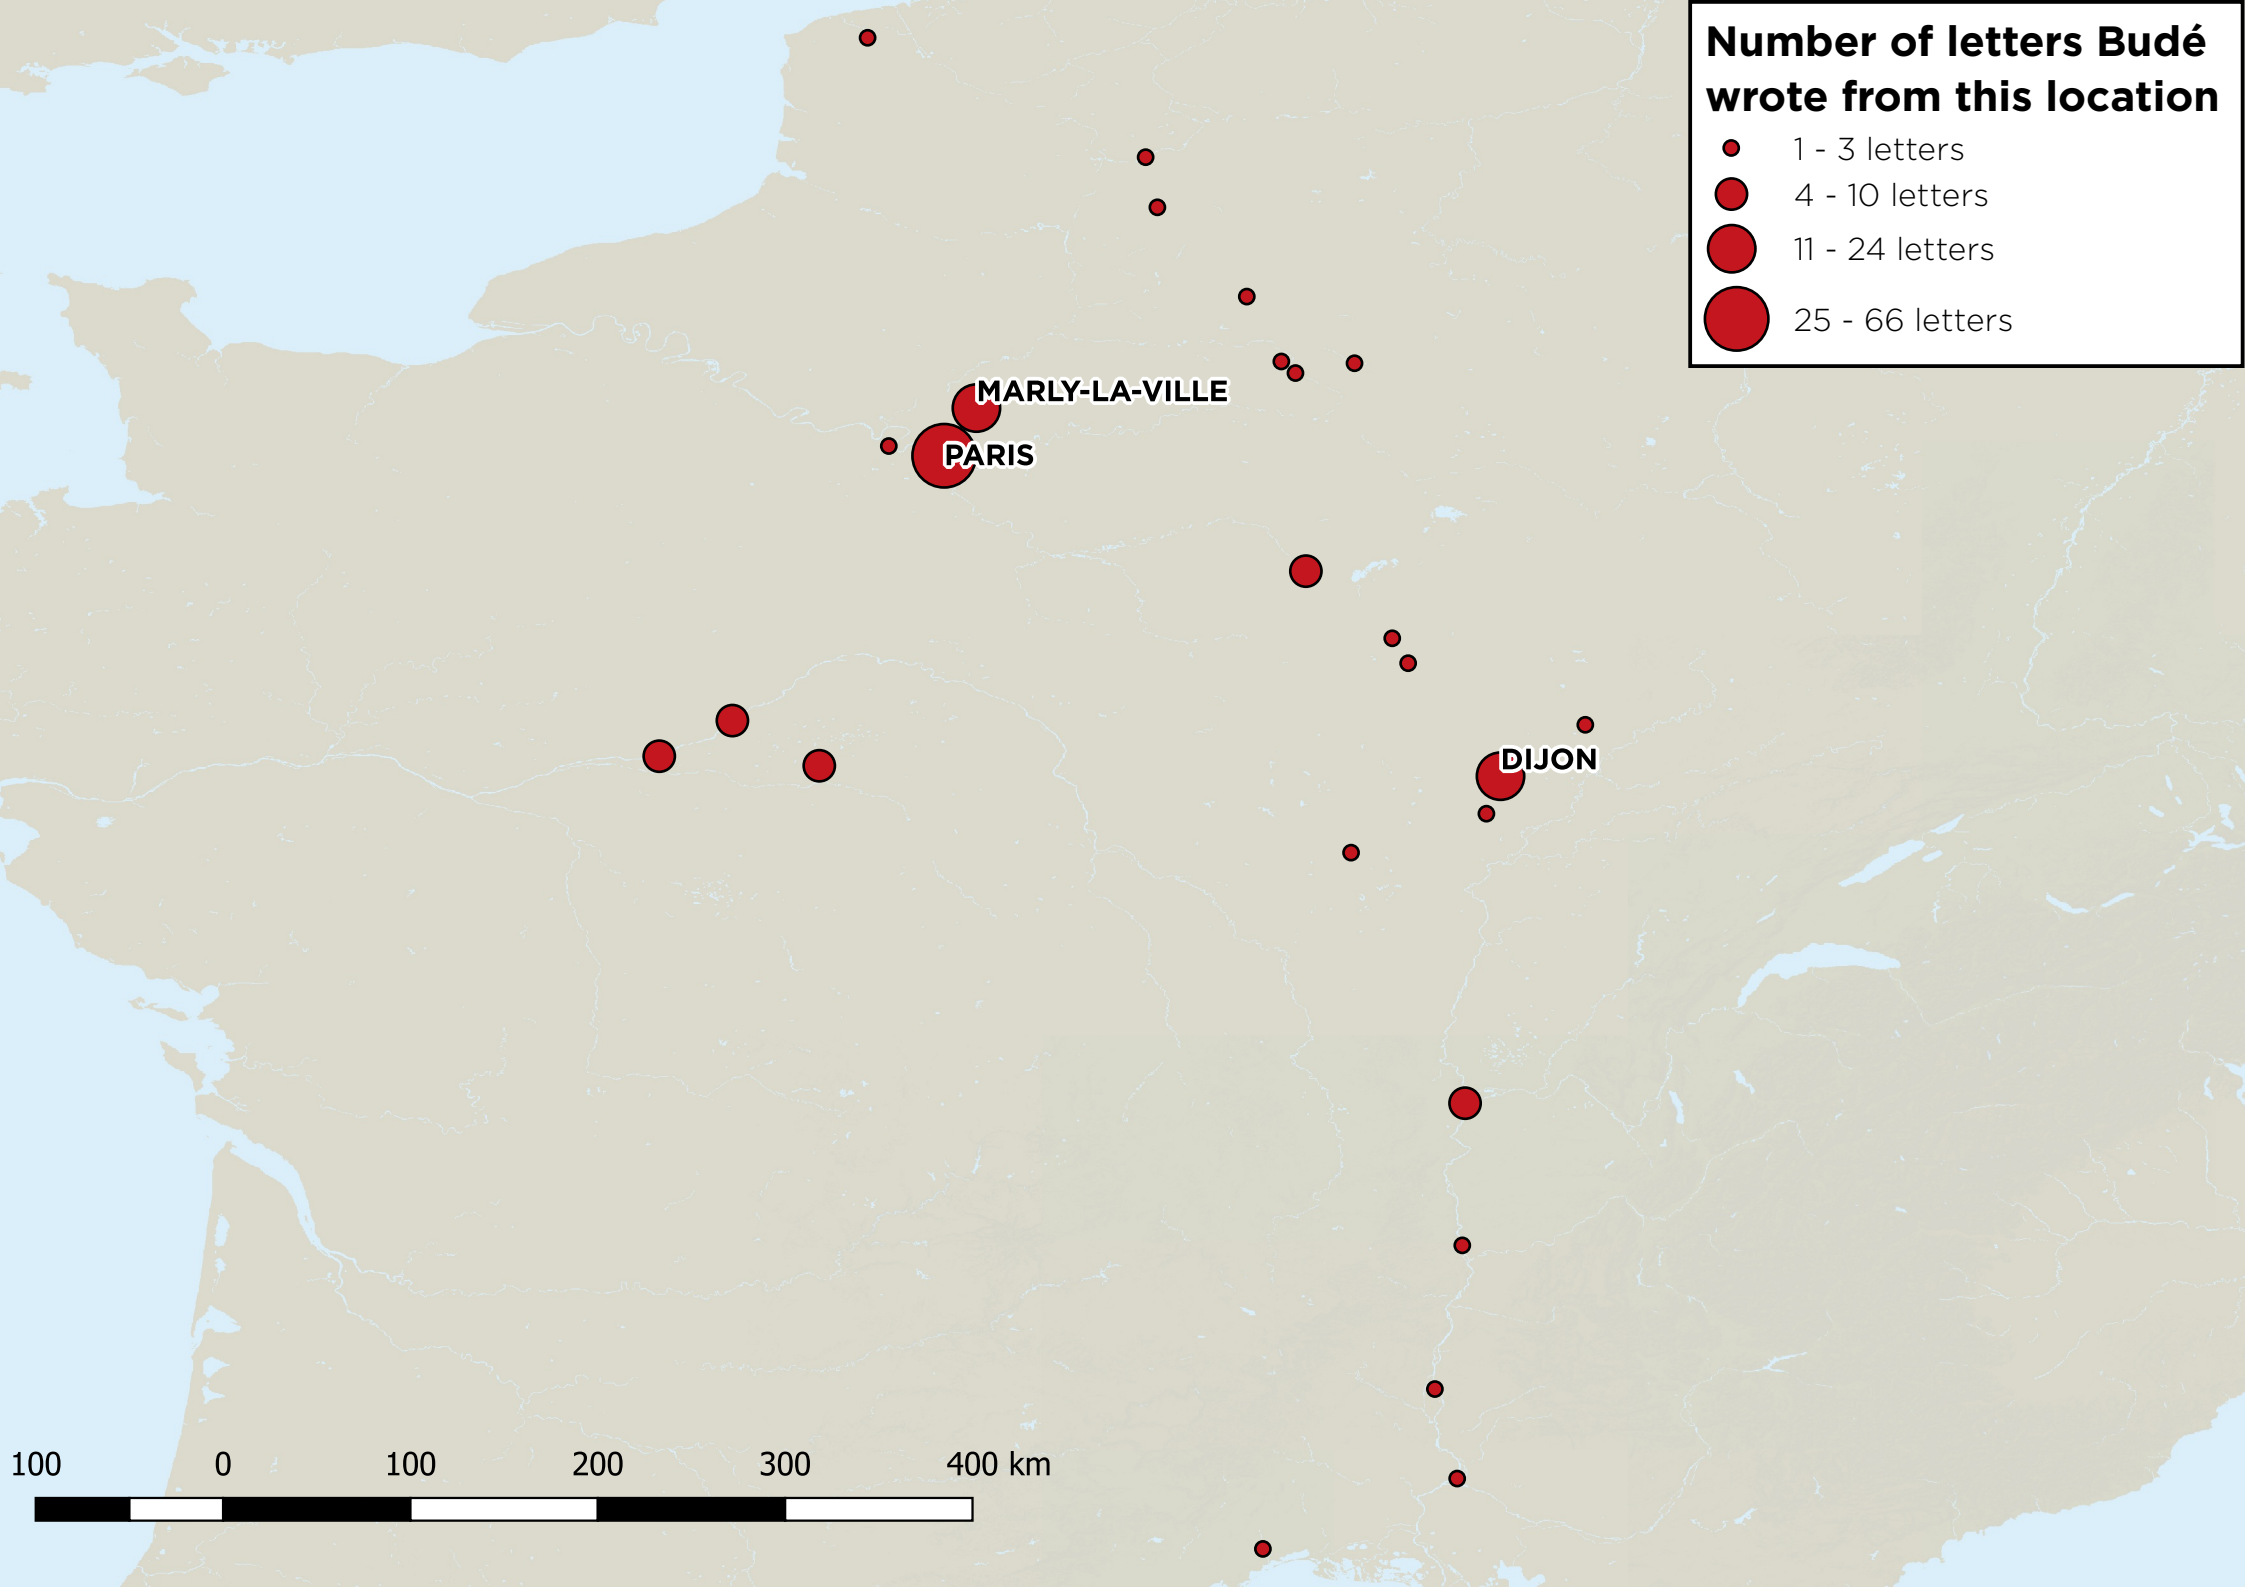 Number of letters Budé
wrote from this location
1 - 3 letters
4 - 10 letters
11 - 24 letters
25 - 66 letters
MARLY-LA-VILLE
PARIS
DIJON
100 0 100 200 300 400 km